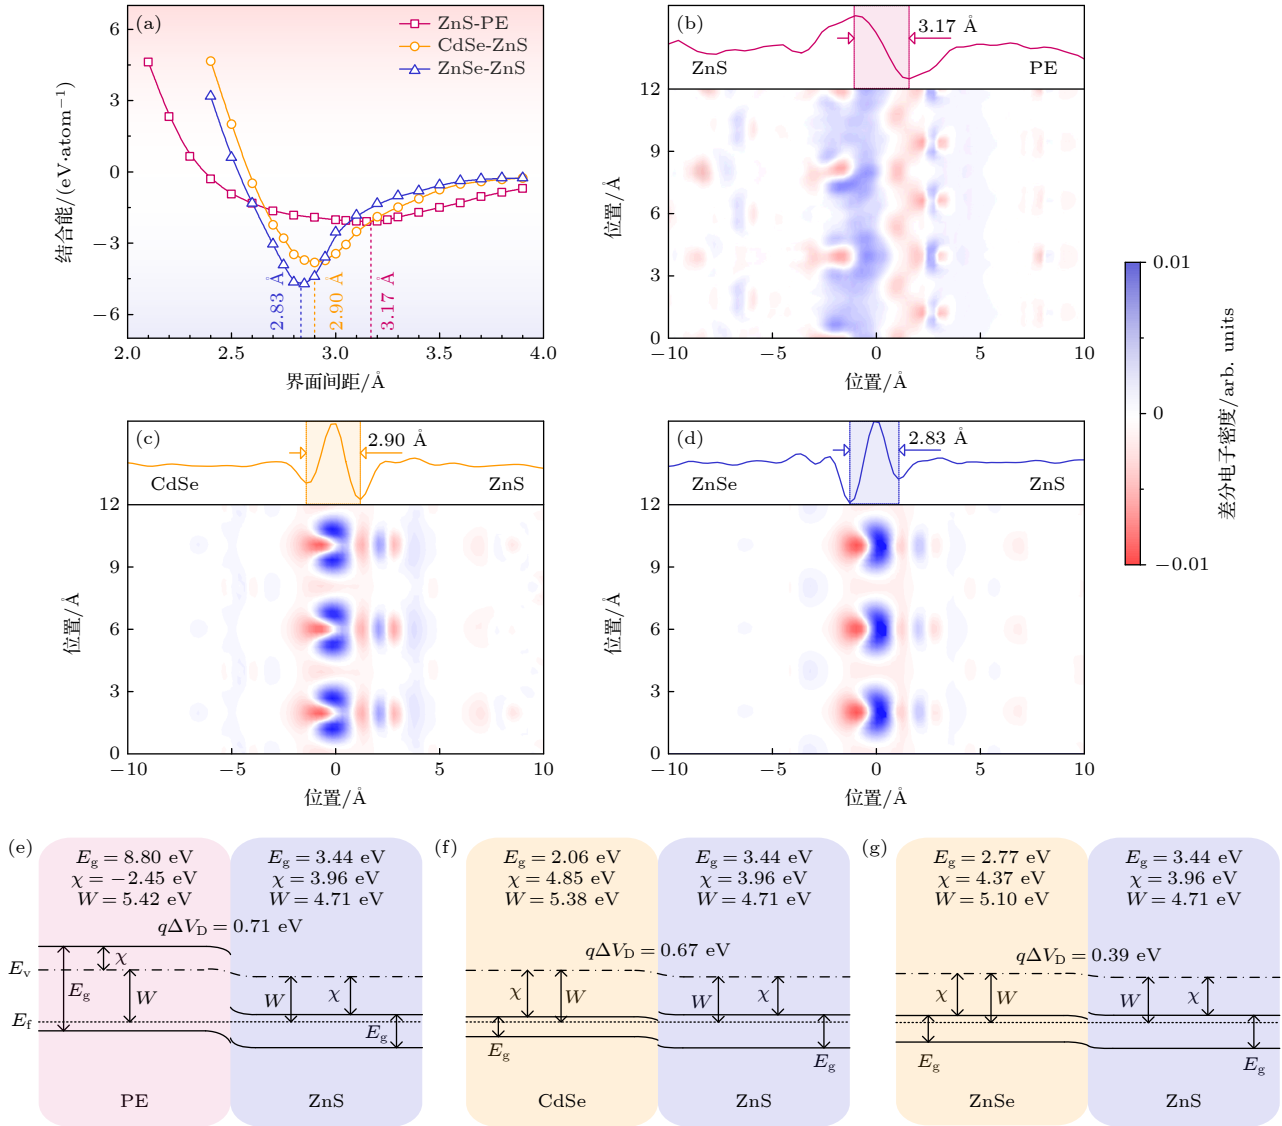 (a)
ZnS-PE
CdSe-ZnS
ZnSe-ZnS
6
3
0
−3
−6
结合能/(eV·atom−1)
2.83 Å
2.90 Å
3.17 Å
2.0 2.5 3.0 3.5 4.0
界面间距/Å
(b)
3.17 Å
ZnS PE
12
9
6
3
0
位置/Å
−10 −5 0 5 10
位置/Å
(c)
2.90 Å
CdSe ZnS
12
9
6
3
0
位置/Å
−10 −5 0 5 10
位置/Å
(d)
2.83 Å
ZnSe ZnS
12
9
6
3
0
位置/Å
−10 −5 0 5 10
位置/Å
0.01
0
−0.01
差分电子密度/arb. units
(e)
Eg = 8.80 eV
χ = −2.45 eV
W = 5.42 eV
Eg = 3.44 eV
χ = 3.96 eV
W = 4.71 eV
qΔVD = 0.71 eV
Ev
Ef
χ
Eg
W
W
χ
Eg
PE ZnS
(f)
Eg = 2.06 eV
χ = 4.85 eV
W = 5.38 eV
Eg = 3.44 eV
χ = 3.96 eV
W = 4.71 eV
qΔVD = 0.67 eV
χ
W
Eg
W
χ
Eg
CdSe ZnS
(g)
Eg = 2.77 eV
χ = 4.37 eV
W = 5.10 eV
Eg = 3.44 eV
χ = 3.96 eV
W = 4.71 eV
qΔVD = 0.39 eV
χ
W
Eg
W
χ
Eg
ZnSe ZnS